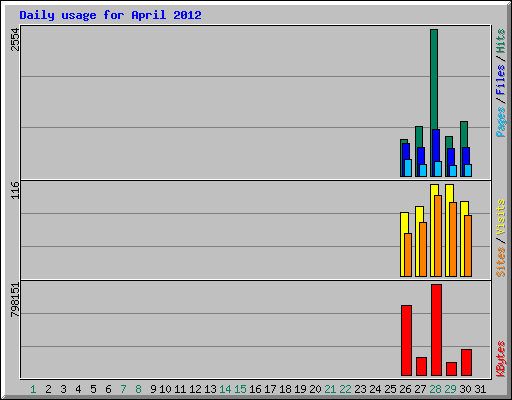 Daily usage for April 2012
2554
Pages / Files / Hits
116
Sites / Visits
798151
KBytes
1 2 3 4 5 6 7 8 9 10 11 12 13 14 15 16 17 18 19 20 21 22 23 24 25 26 27 28 29 30 31